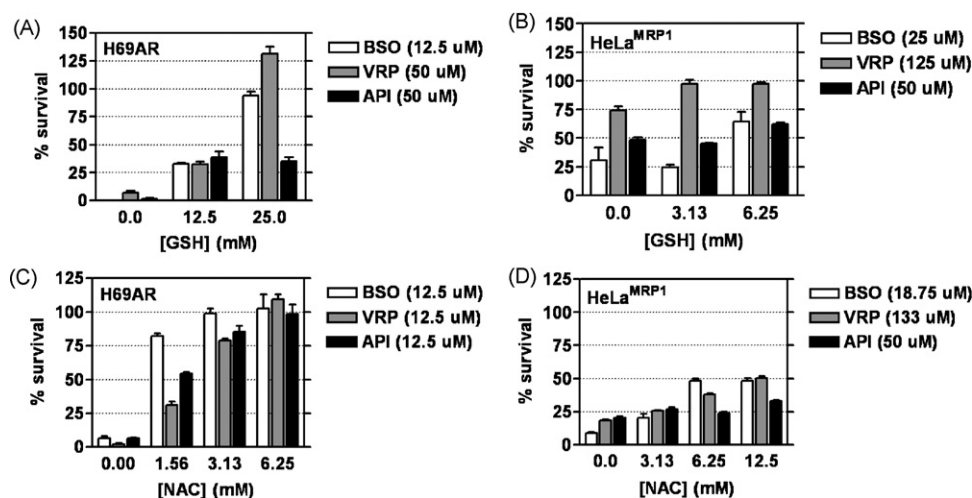 (A)
H69AR
BSO (12.5 uM)
VRP (50 uM)
API (50 uM)
% survival
150
125
100
75
50
25
0
0.0 12.5 25.0
[GSH] (mM)
(B)
HeLaMRP1
BSO (25 uM)
VRP (125 uM)
API (50 uM)
% survival
150
125
100
75
50
25
0
0.0 3.13 6.25
[GSH] (mM)
(C)
H69AR
BSO (12.5 uM)
VRP (12.5 uM)
API (12.5 uM)
% survival
125
100
75
50
25
0
0.00 1.56 3.13 6.25
[NAC] (mM)
(D)
HeLaMRP1
BSO (18.75 uM)
VRP (133 uM)
API (50 uM)
% survival
125
100
75
50
25
0
0.0 3.13 6.25 12.5
[NAC] (mM)